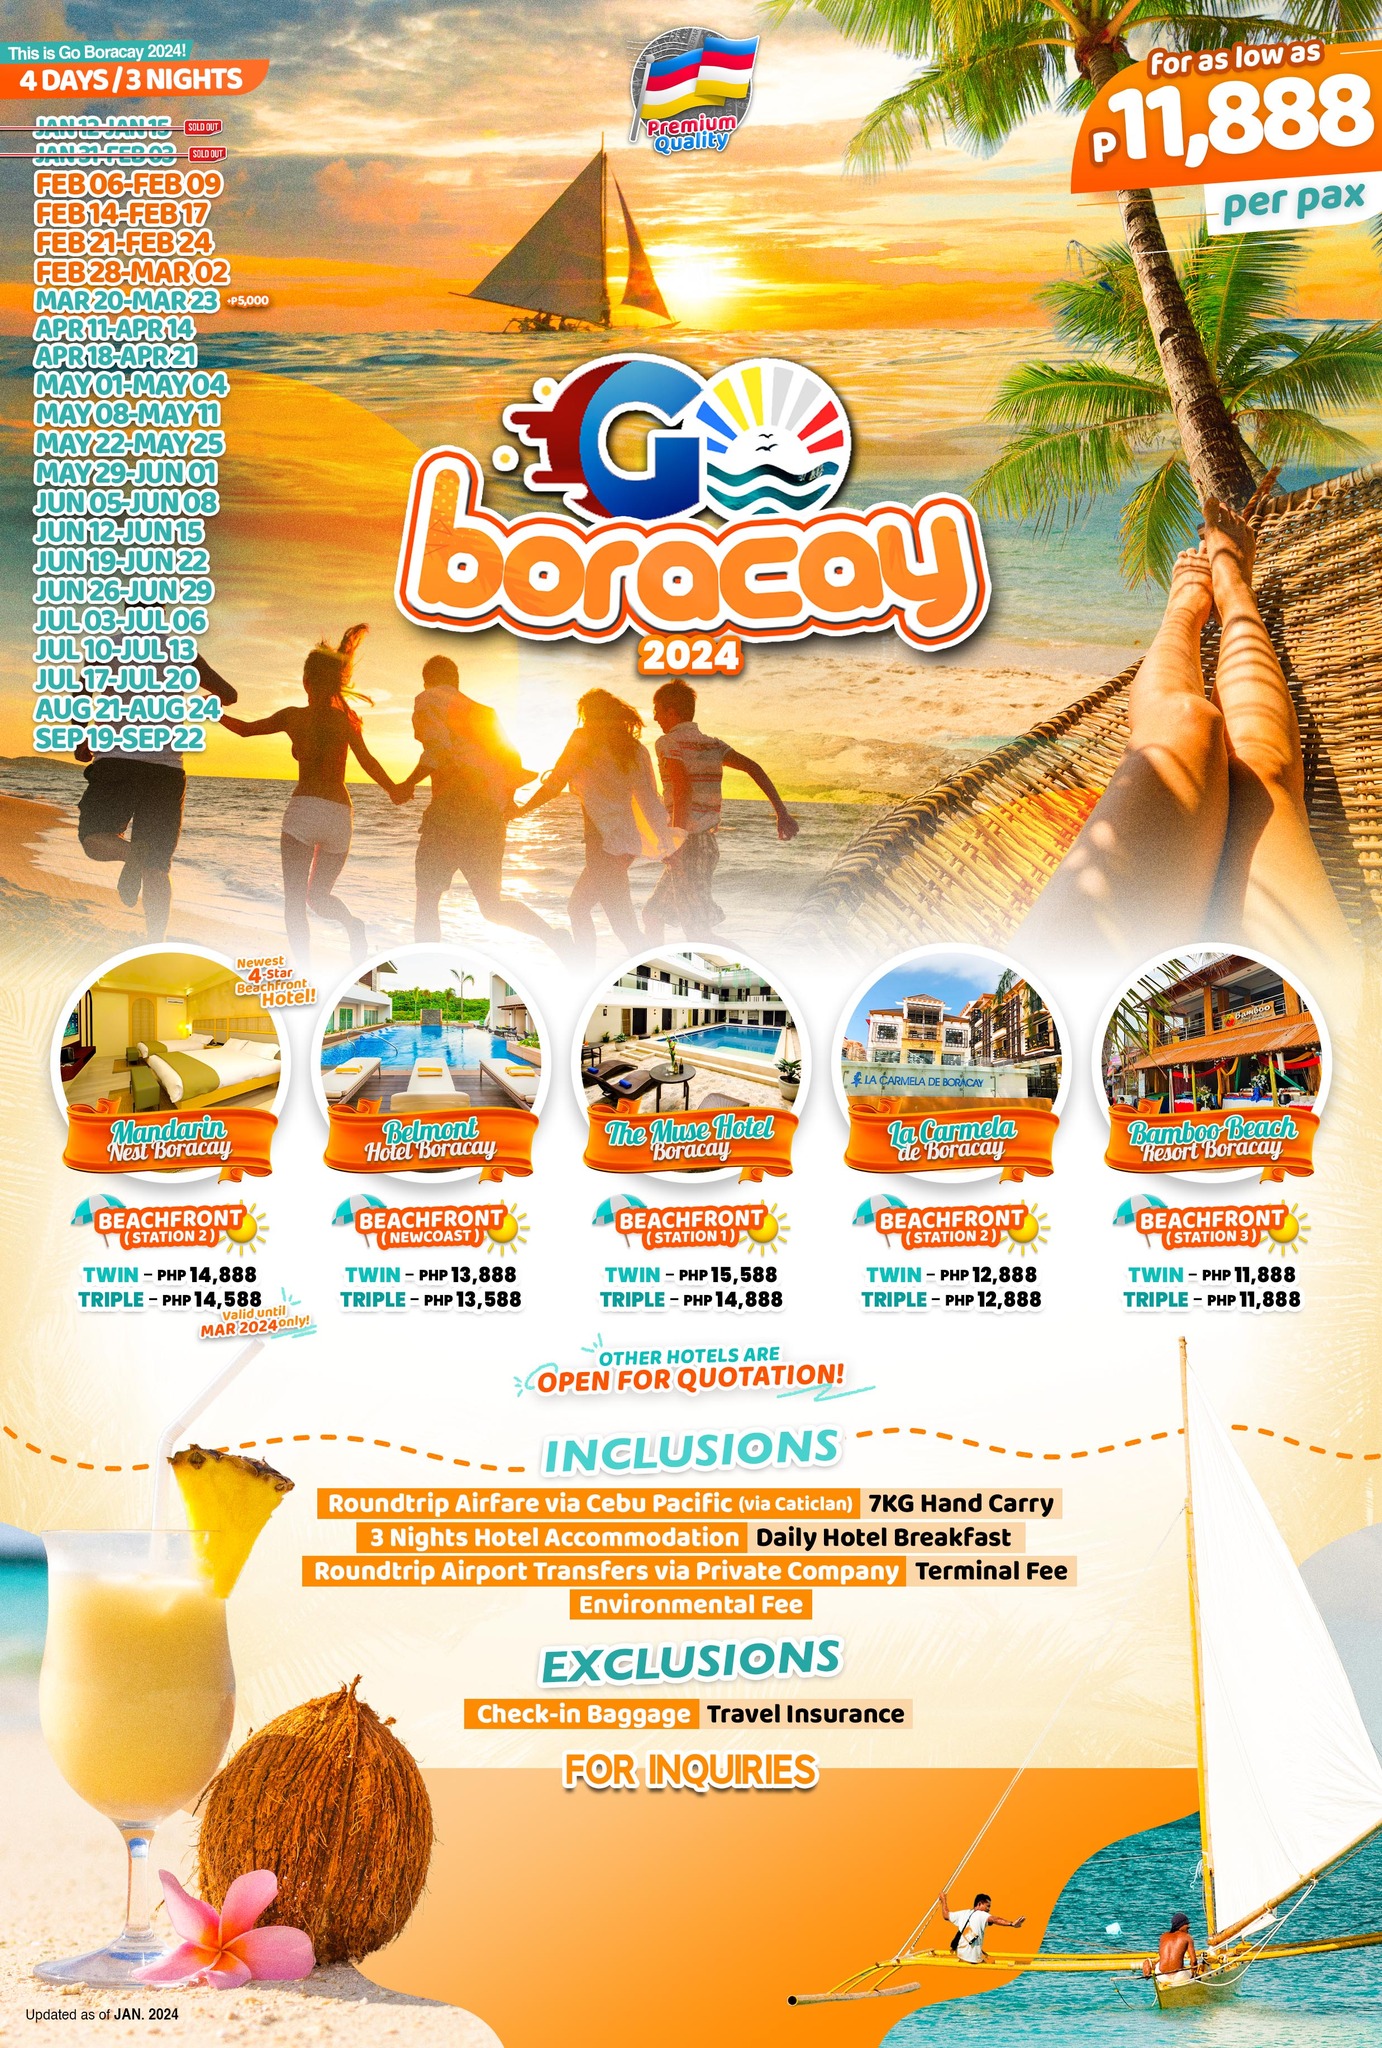 This is Go Boracay 2024!
4 DAYS / 3 NIGHTS
JAN 12-JAN 15 SOLD OUT
JAN 31-FEB 03 SOLD OUT
FEB 06-FEB 09
FEB 14-FEB 17
FEB 21-FEB 24
FEB 28-MAR 02
MAR 20-MAR 23 +P5,000
APR 11-APR 14
APR 18-APR 21
MAY 01-MAY 04
MAY 08-MAY 11
MAY 22-MAY 25
MAY 29-JUN 01
JUN 05-JUN 08
JUN 12-JUN 15
JUN 19-JUN 22
JUN 26-JUN 29
JUL 03-JUL 06
JUL 10-JUL 13
JUL 17-JUL 20
AUG 21-AUG 24
SEP 19-SEP 22
Premium
Quality
for as low as
₱11,888
per pax
GO
boracay
2024
Newest
4-Star
Beachfront
Hotel!
Mandarin
Nest Boracay
BEACHFRONT
(STATION 2)
TWIN – PHP 14,888
TRIPLE – PHP 14,588
Valid until
MAR 2024 only!
Belmont
Hotel Boracay
BEACHFRONT
(NEWCOAST)
TWIN – PHP 13,888
TRIPLE – PHP 13,588
The Muse Hotel
Boracay
BEACHFRONT
(STATION 1)
TWIN – PHP 15,588
TRIPLE – PHP 14,888
LA CARMELA DE BORACAY
La Carmela
de Boracay
BEACHFRONT
(STATION 2)
TWIN – PHP 12,888
TRIPLE – PHP 12,888
Bamboo
Bamboo Beach
Resort Boracay
BEACHFRONT
(STATION 3)
TWIN – PHP 11,888
TRIPLE – PHP 11,888
OTHER HOTELS ARE
OPEN FOR QUOTATION!
INCLUSIONS
Roundtrip Airfare via Cebu Pacific (via Caticlan) 7KG Hand Carry
3 Nights Hotel Accommodation Daily Hotel Breakfast
Roundtrip Airport Transfers via Private Company Terminal Fee
Environmental Fee
EXCLUSIONS
Check-in Baggage Travel Insurance
FOR INQUIRIES
Updated as of JAN. 2024